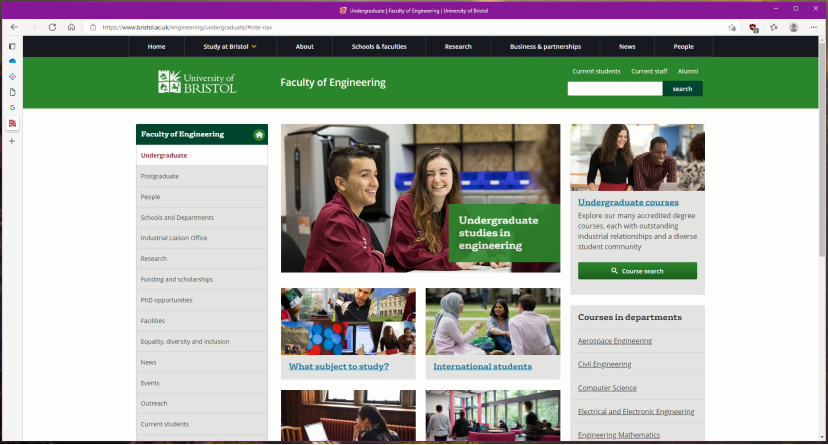 Undergraduate | Faculty of Engineering | University of Bristol
https://www.bristol.ac.uk/engineering/undergraduate/#site-nav
Home
Study at Bristol
About
Schools & faculties
Research
Business & partnerships
News
People
University of
BRISTOL
Faculty of Engineering
Current students
Current staff
Alumni
search
Faculty of Engineering
Undergraduate
Postgraduate
People
Schools and Departments
Industrial Liaison Office
Research
Funding and scholarships
PhD opportunities
Facilities
Equality, diversity and inclusion
News
Events
Outreach
Current students
Undergraduate
studies in
engineering
What subject to study?
International students
Undergraduate courses
Explore our many accredited degree
courses, each with outstanding
industrial relationships and a diverse
student community
Course search
Courses in departments
Aerospace Engineering
Civil Engineering
Computer Science
Electrical and Electronic Engineering
Engineering Mathematics